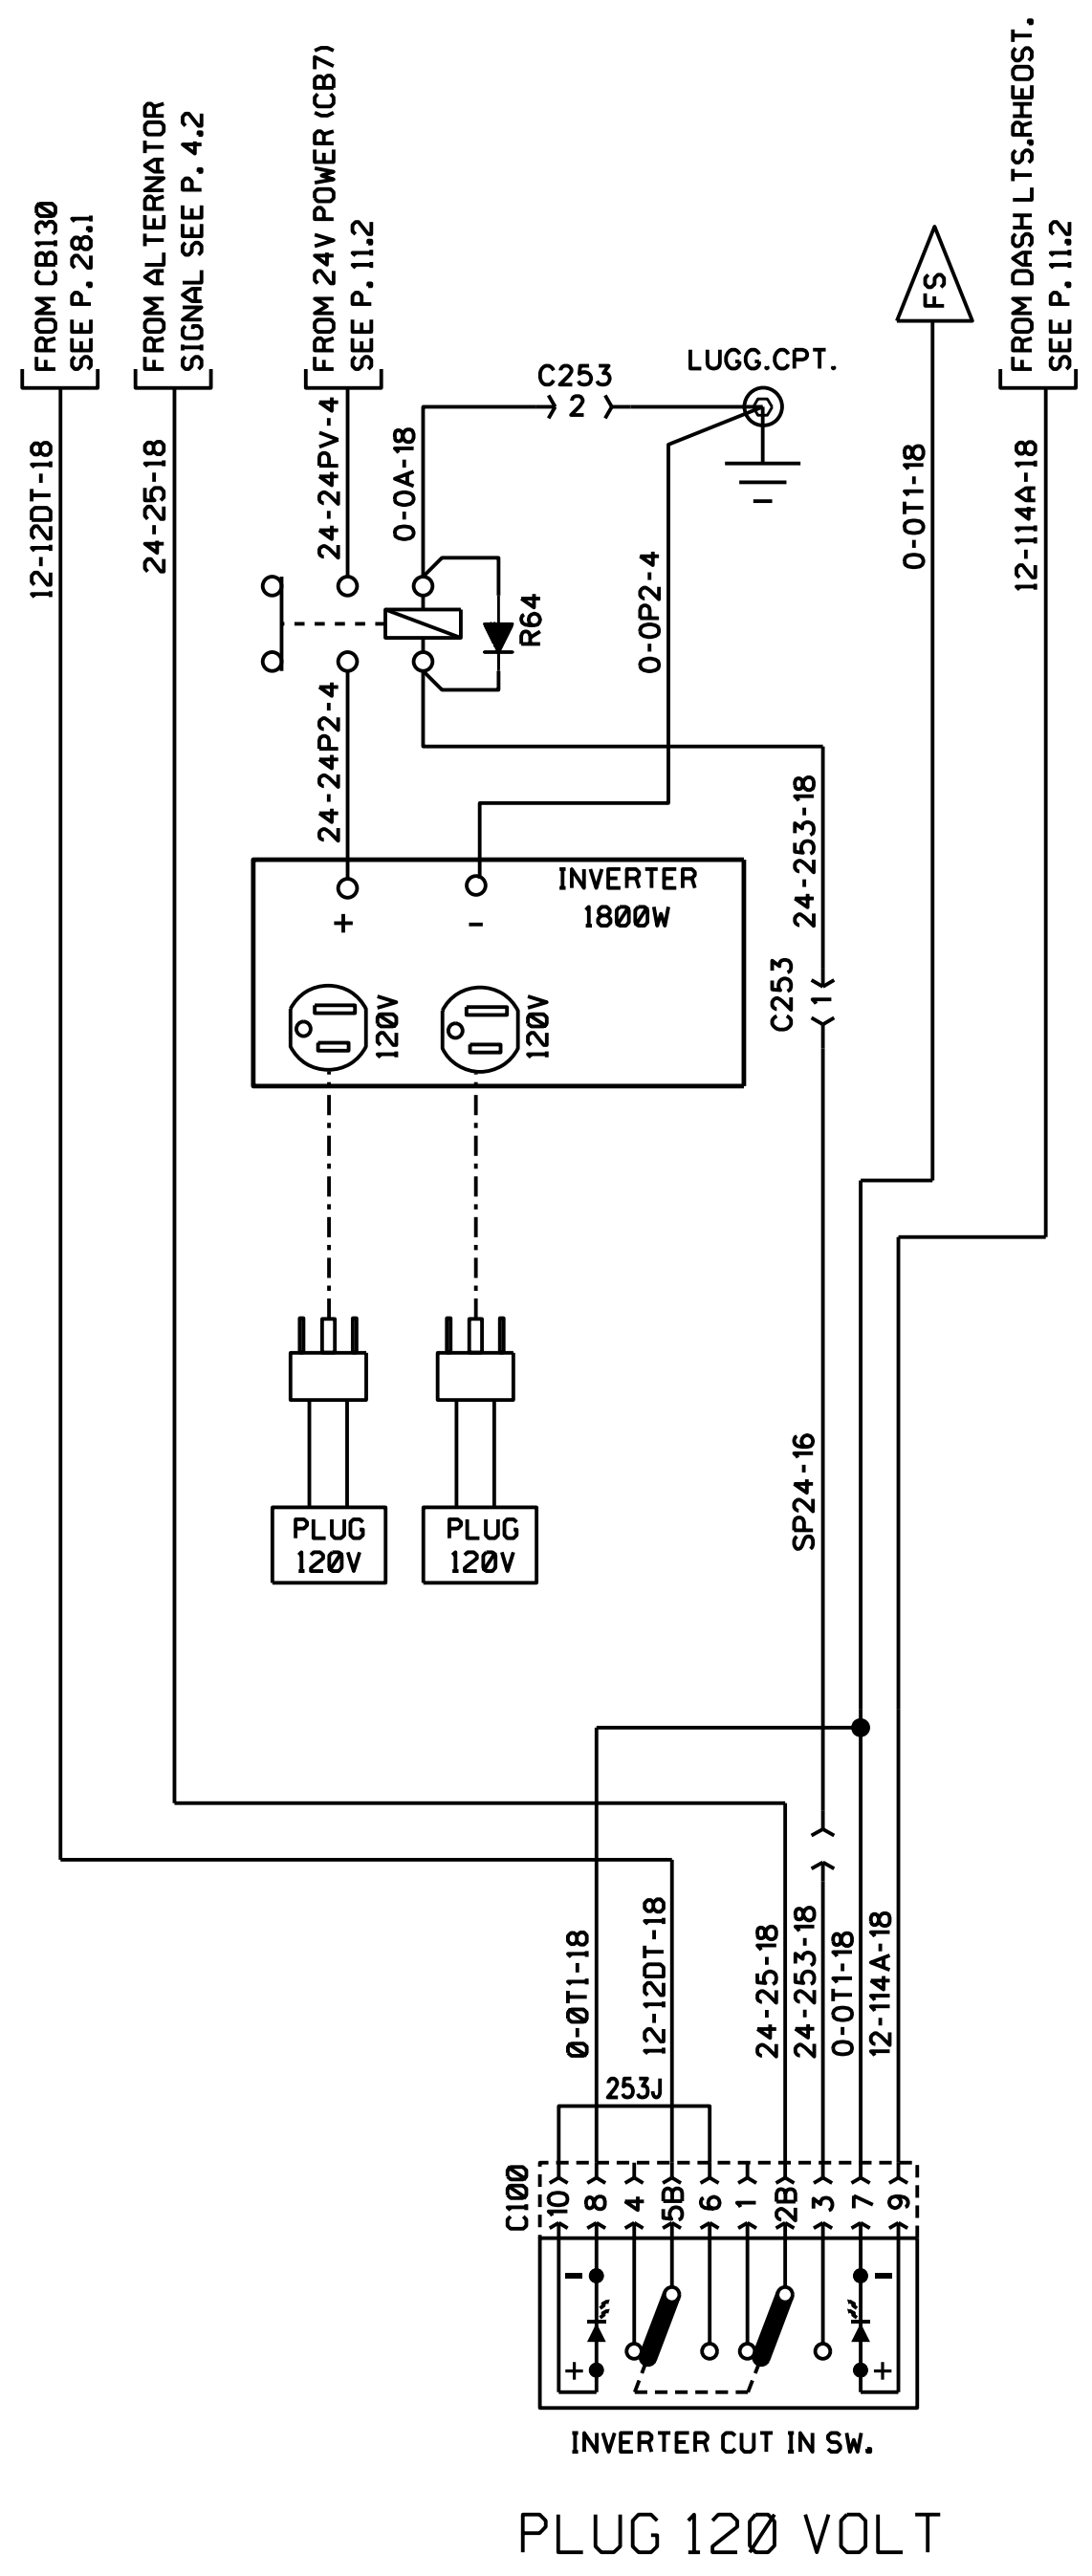 FROM CB130
SEE P. 28.1
FROM ALTERNATOR
SIGNAL SEE P. 4.2
FROM 24V POWER (CB7)
SEE P. 11.2
FROM DASH LTS.RHEOST.
SEE P. 11.2
FS
LUGG.CPT.
C253
2
12-12DT-18
24-25-18
24-24PV-4
0-0A-18
0-0T1-18
12-114A-18
R64
0-0P2-4
24-24P2-4
24-253-18
INVERTER
1800W
+
-
C253
1
120V
120V
SP24-16
PLUG
120V
PLUG
120V
0-0T1-18
12-12DT-18
24-25-18
24-253-18
0-0T1-18
12-114A-18
253J
C100
10
8
4
5B
6
1
2B
3
7
9
-
-
+
+
INVERTER CUT IN SW.
PLUG 120 VOLT